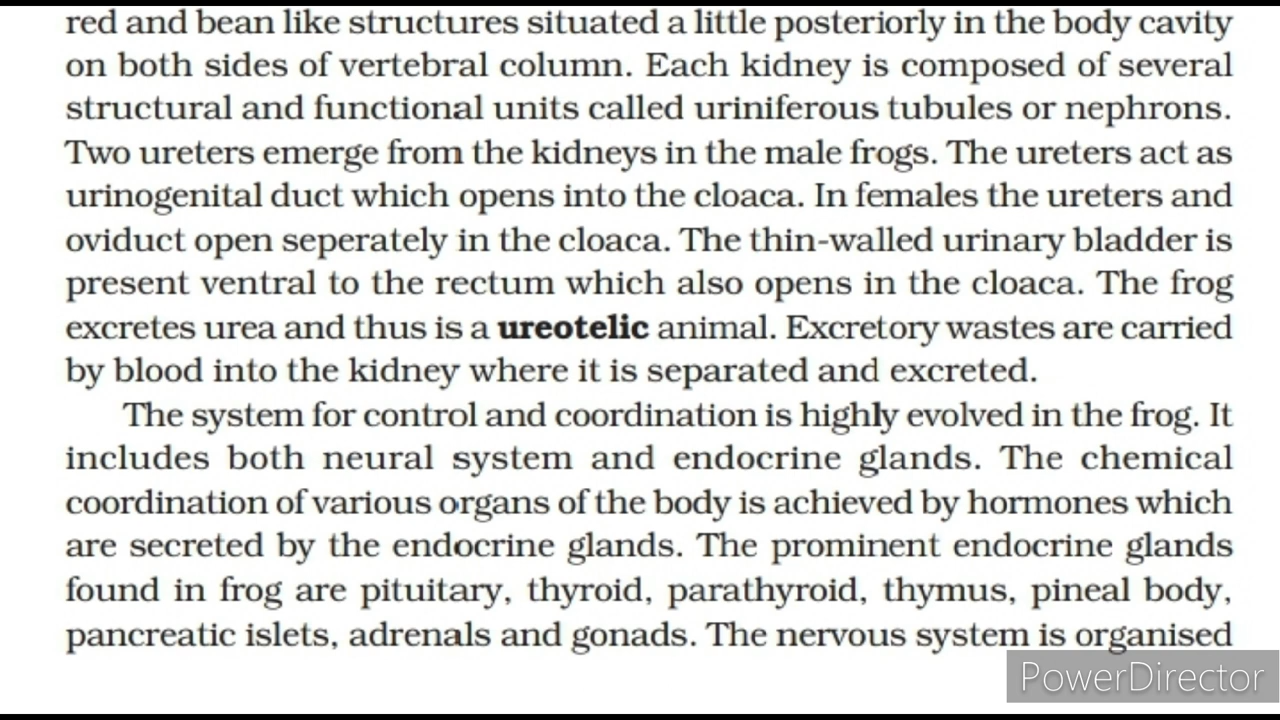 red and bean like structures situated a little posteriorly in the body cavity
on both sides of vertebral column. Each kidney is composed of several
structural and functional units called uriniferous tubules or nephrons.
Two ureters emerge from the kidneys in the male frogs. The ureters act as
urinogenital duct which opens into the cloaca. In females the ureters and
oviduct open seperately in the cloaca. The thin-walled urinary bladder is
present ventral to the rectum which also opens in the cloaca. The frog
excretes urea and thus is a ureotelic animal. Excretory wastes are carried
by blood into the kidney where it is separated and excreted.
The system for control and coordination is highly evolved in the frog. It
includes both neural system and endocrine glands. The chemical
coordination of various organs of the body is achieved by hormones which
are secreted by the endocrine glands. The prominent endocrine glands
found in frog are pituitary, thyroid, parathyroid, thymus, pineal body,
pancreatic islets, adrenals and gonads. The nervous system is organised
PowerDirector